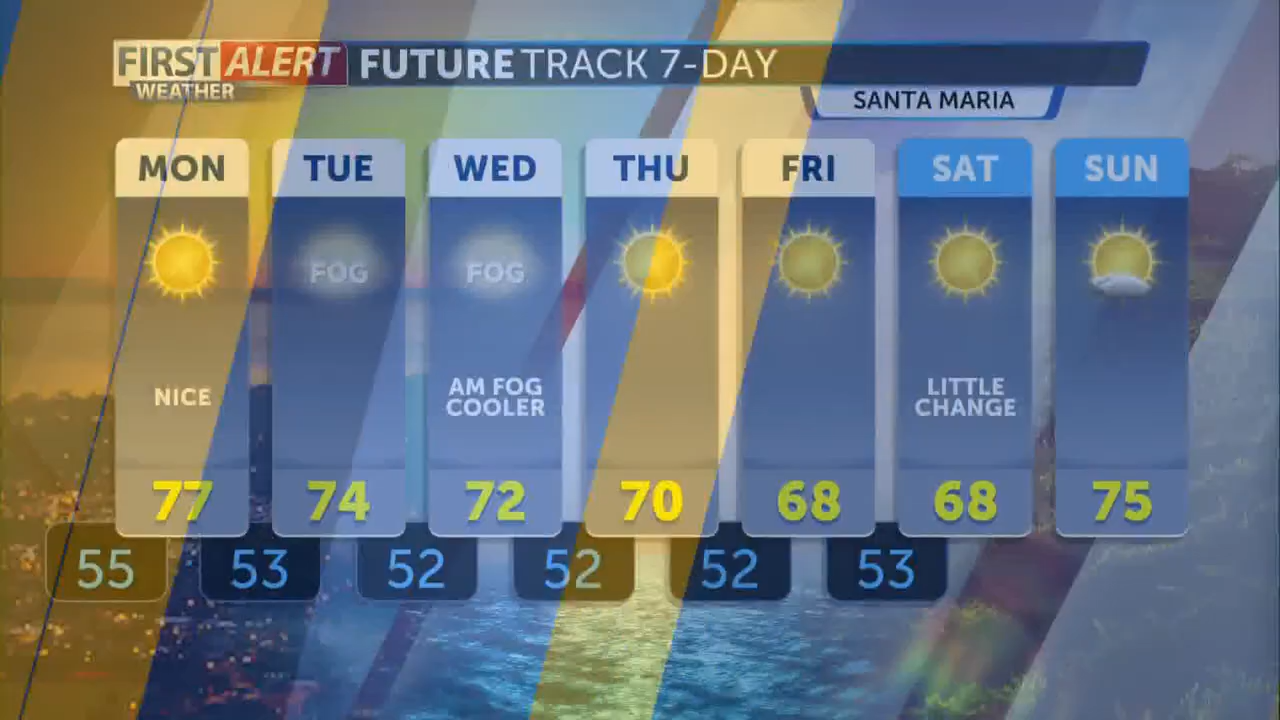 FIRST ALERT
WEATHER
FUTURE TRACK 7-DAY
SANTA MARIA
MON TUE WED THU FRI SAT SUN
FOG FOG
NICE
AM FOG
COOLER
LITTLE
CHANGE
77 74 72 70 68 68 75
55 53 52 52 52 53